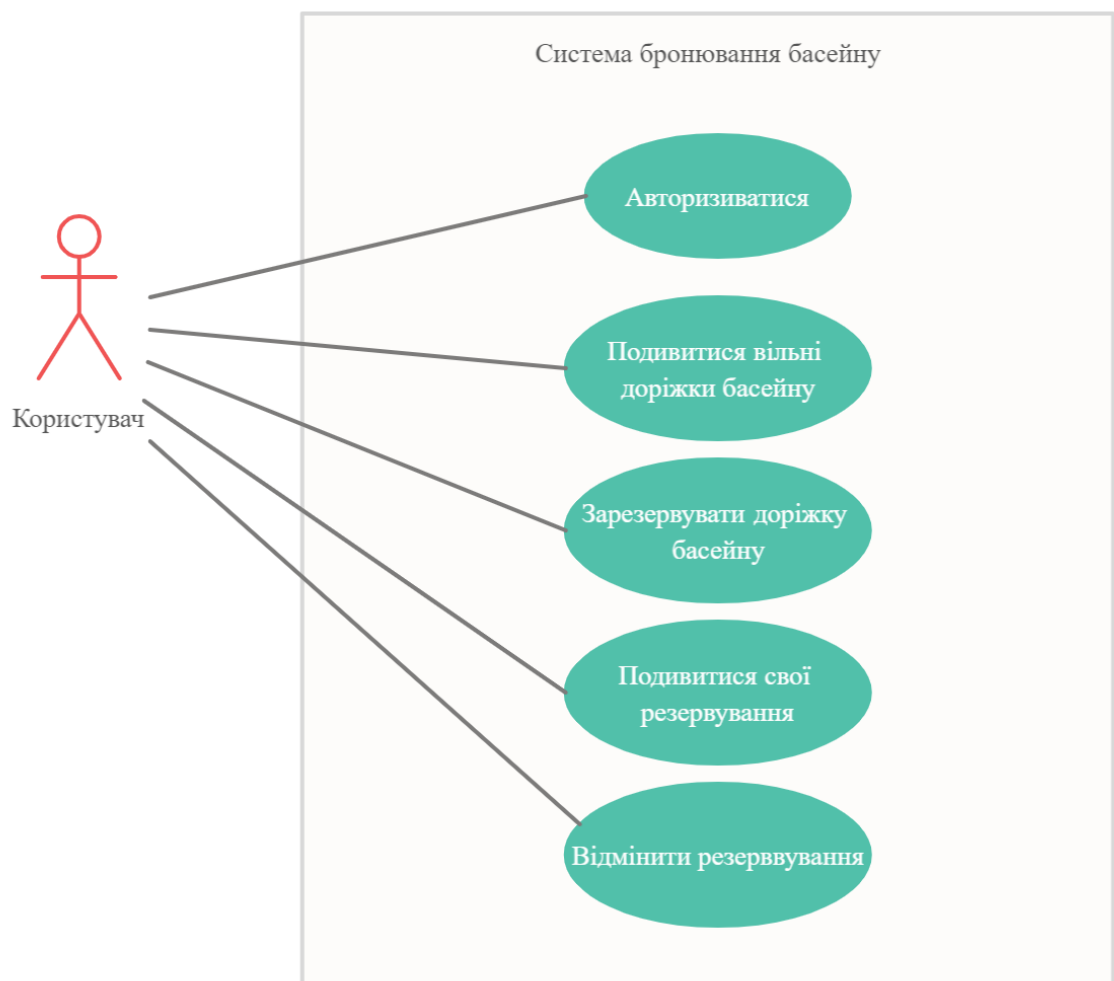 Система бронювання басейну
Авторизиватися
Подивитися вільні
доріжки басейну
Користувач
Зарезервувати доріжку
басейну
Подивитися свої
резервування
Відмінити резерввування